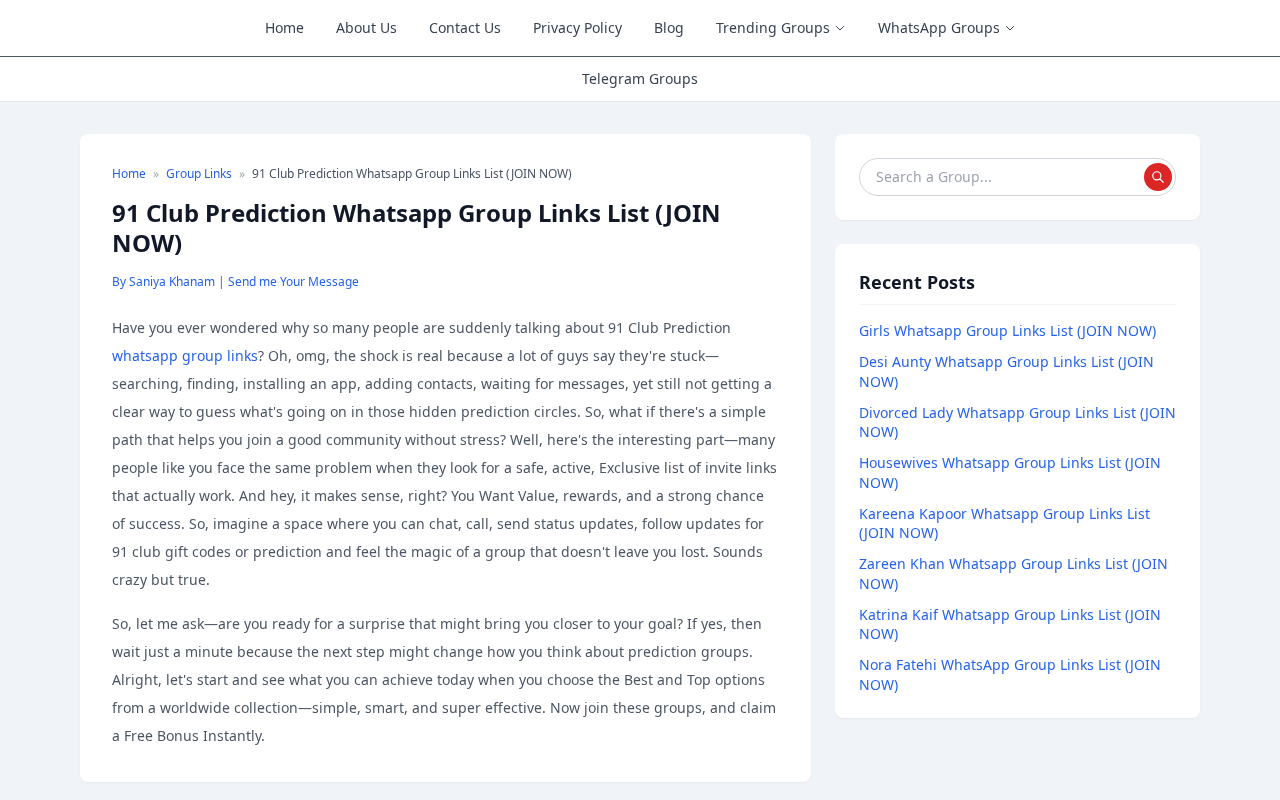 Home About Us Contact Us Privacy Policy Blog Trending Groups WhatsApp Groups
Telegram Groups
Home » Group Links » 91 Club Prediction Whatsapp Group Links List (JOIN NOW)
91 Club Prediction Whatsapp Group Links List (JOIN
NOW)
By Saniya Khanam | Send me Your Message
Have you ever wondered why so many people are suddenly talking about 91 Club Prediction
whatsapp group links? Oh, omg, the shock is real because a lot of guys say they're stuck—
searching, finding, installing an app, adding contacts, waiting for messages, yet still not getting a
clear way to guess what's going on in those hidden prediction circles. So, what if there's a simple
path that helps you join a good community without stress? Well, here's the interesting part—many
people like you face the same problem when they look for a safe, active, Exclusive list of invite links
that actually work. And hey, it makes sense, right? You Want Value, rewards, and a strong chance
of success. So, imagine a space where you can chat, call, send status updates, follow updates for
91 club gift codes or prediction and feel the magic of a group that doesn't leave you lost. Sounds
crazy but true.
So, let me ask—are you ready for a surprise that might bring you closer to your goal? If yes, then
wait just a minute because the next step might change how you think about prediction groups.
Alright, let's start and see what you can achieve today when you choose the Best and Top options
from a worldwide collection—simple, smart, and super effective. Now join these groups, and claim
a Free Bonus Instantly.
Search a Group...
Recent Posts
Girls Whatsapp Group Links List (JOIN NOW)
Desi Aunty Whatsapp Group Links List (JOIN
NOW)
Divorced Lady Whatsapp Group Links List (JOIN
NOW)
Housewives Whatsapp Group Links List (JOIN
NOW)
Kareena Kapoor Whatsapp Group Links List
(JOIN NOW)
Zareen Khan Whatsapp Group Links List (JOIN
NOW)
Katrina Kaif Whatsapp Group Links List (JOIN
NOW)
Nora Fatehi WhatsApp Group Links List (JOIN
NOW)